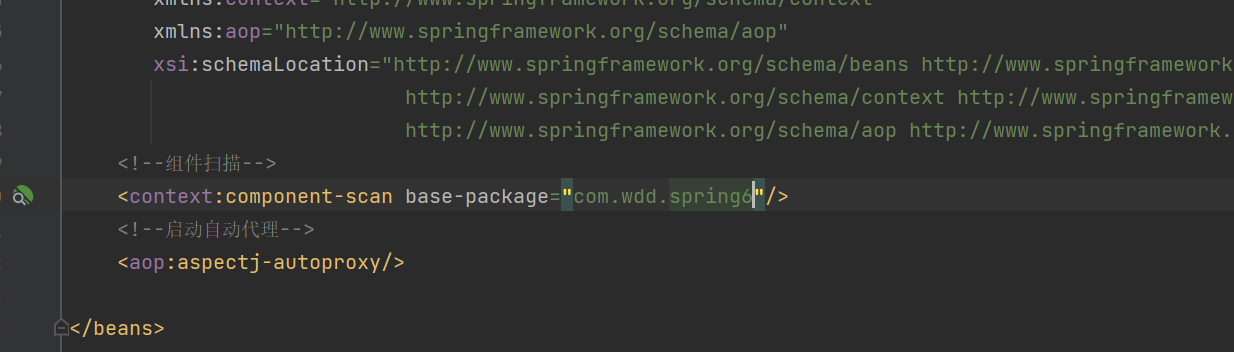 xmlns:context="http://www.springframework.org/schema/context"
xmlns:aop="http://www.springframework.org/schema/aop"
xsi:schemaLocation="http://www.springframework.org/schema/beans http://www.springframework
http://www.springframework.org/schema/context http://www.springframew
http://www.springframework.org/schema/aop http://www.springframework.
<!--组件扫描-->
<context:component-scan base-package="com.wdd.spring6"/>
<!--启动自动代理-->
<aop:aspectj-autoproxy/>
</beans>